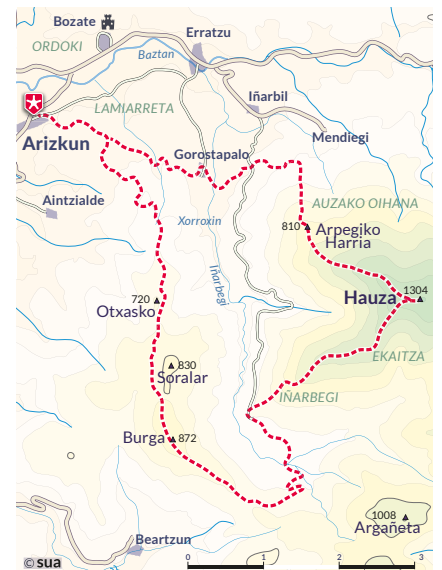 Bozate
Erratzu
ORDOKI
Baztan
Iñarbil
LAMIARRETA
Arizkun
Mendiegi
Gorostapalo
Aintzialde
AUZAKO OIHANA
Xorroxin
810
Arpegiko
Harria
Iñarbegi
1304
Hauza
720
Otxasko
EKAITZA
830
Soralar
IÑARBEGI
Burga
872
1008
Argañeta
Beartzun
© sua
0 1 2 3